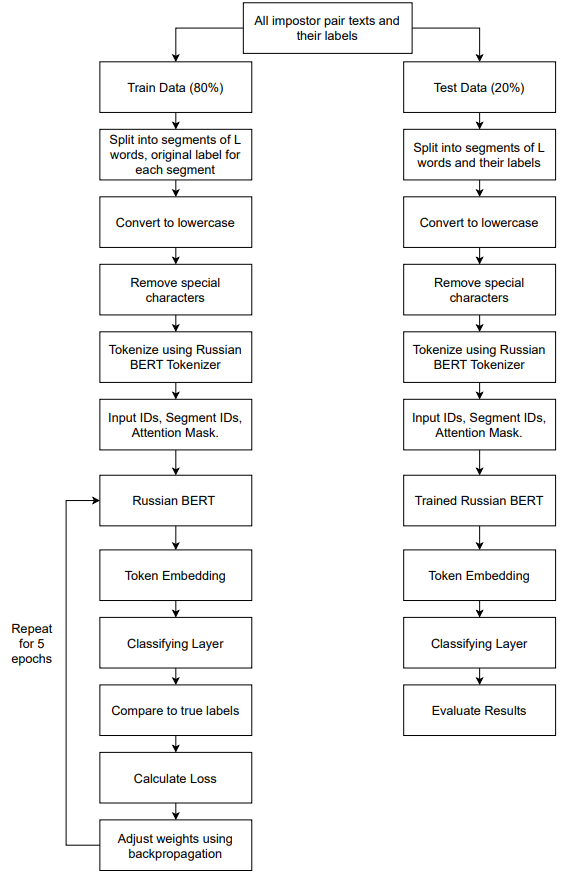 All impostor pair texts and
their labels
Train Data (80%)
Split into segments of L
words, original label for
each segment
Convert to lowercase
Remove special
characters
Tokenize using Russian
BERT Tokenizer
Input IDs, Segment IDs,
Attention Mask.
Russian BERT
Token Embedding
Classifying Layer
Compare to true labels
Calculate Loss
Adjust weights using
backpropagation
Repeat
for 5
epochs
Test Data (20%)
Split into segments of L
words and their labels
Convert to lowercase
Remove special
characters
Tokenize using Russian
BERT Tokenizer
Input IDs, Segment IDs,
Attention Mask.
Trained Russian BERT
Token Embedding
Classifying Layer
Evaluate Results